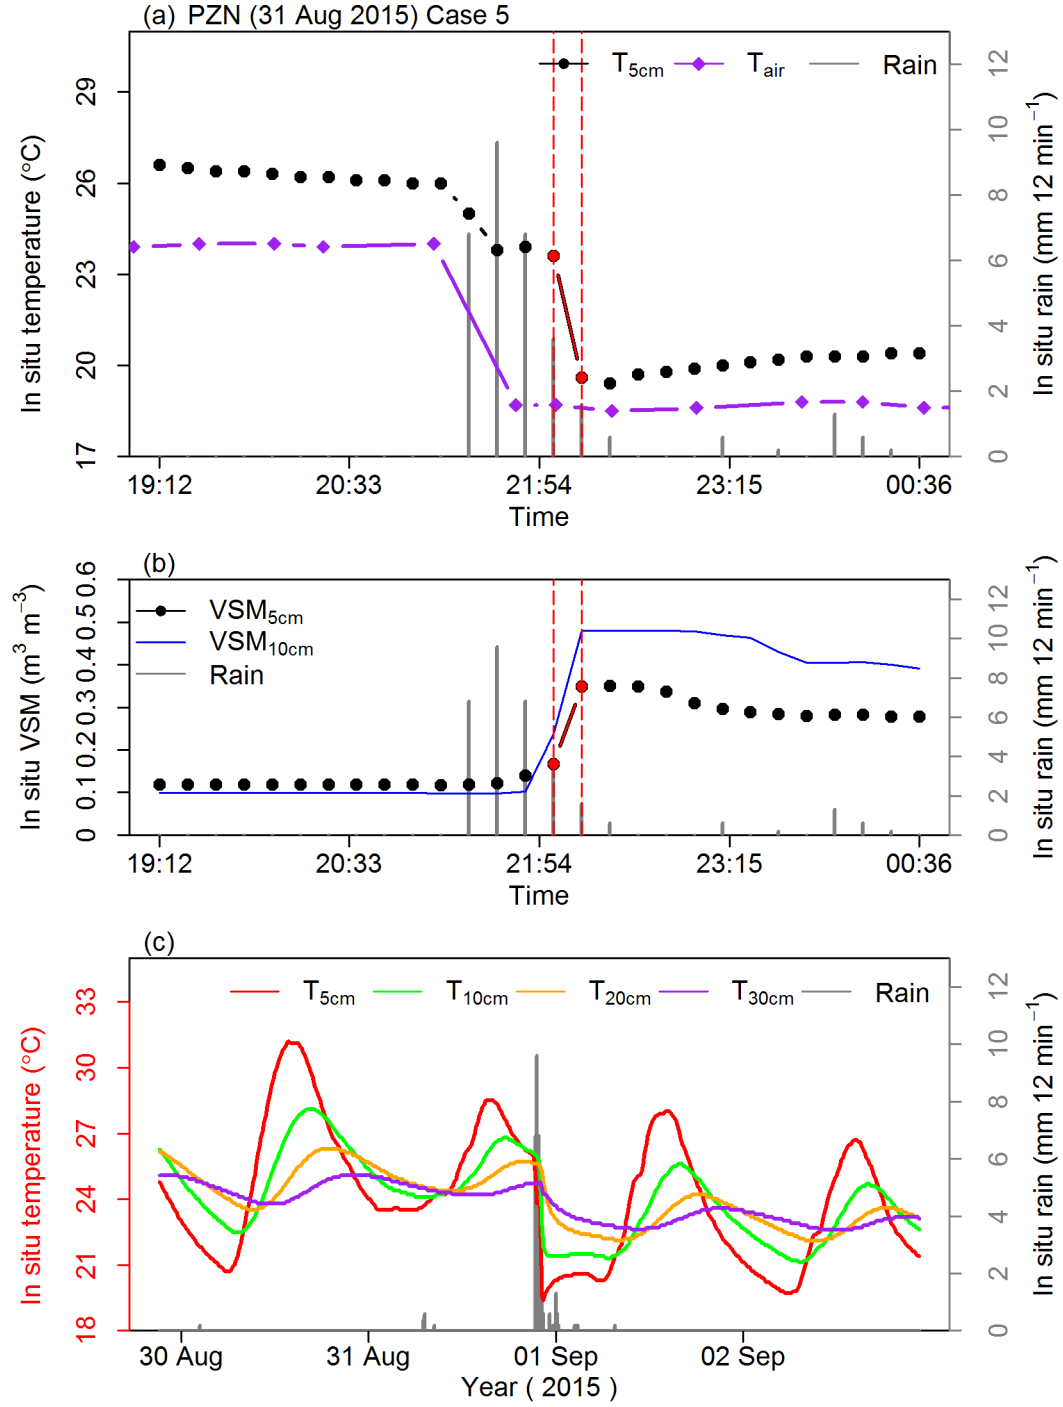 (a) PZN (31 Aug 2015) Case 5
T5cm Tair Rain
In situ temperature (°C)
17 20 23 26 29
In situ rain (mm 12 min−1)
0 2 4 6 8 10 12
19:12 20:33 21:54 23:15 00:36
Time
(b)
VSM5cm
VSM10cm
Rain
In situ VSM (m3 m−3)
0 0.1 0.2 0.3 0.4 0.5 0.6
In situ rain (mm 12 min−1)
0 2 4 6 8 10 12
19:12 20:33 21:54 23:15 00:36
Time
(c)
T5cm T10cm T20cm T30cm Rain
In situ temperature (°C)
18 21 24 27 30 33
In situ rain (mm 12 min−1)
0 2 4 6 8 10 12
30 Aug 31 Aug 01 Sep 02 Sep
Year ( 2015 )